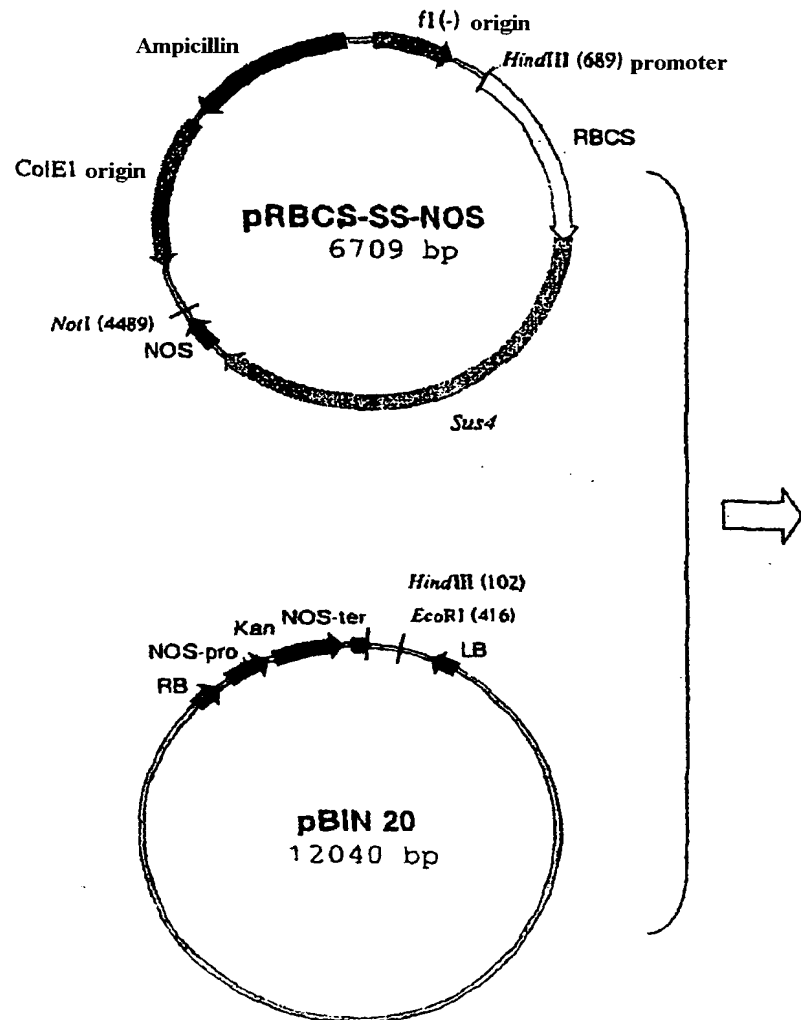 f1(-) origin
Ampicillin
HindIII (689) promoter
RBCS
ColE1 origin
pRBCS-SS-NOS
6709 bp
NotI (4489)
NOS
Sus4
HindIII (102)
NOS-ter
EcoRI (416)
Kan
LB
NOS-pro
RB
pBIN 20
12040 bp